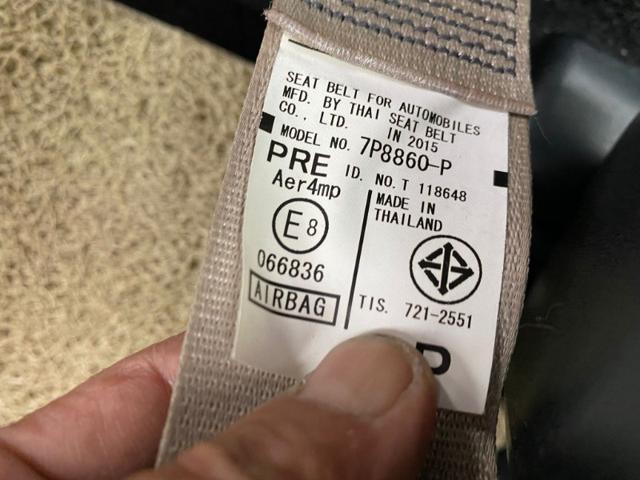 SEAT BELT FOR AUTOMOBILES
MFD. BY THAI SEAT BELT
CO., LTD. IN 2015
MODEL NO. 7P8860-P
PRE ID. NO. T 118648
Aer4mp
E8
066836
AIRBAG
MADE IN
THAILAND
TIS. 721-2551
P